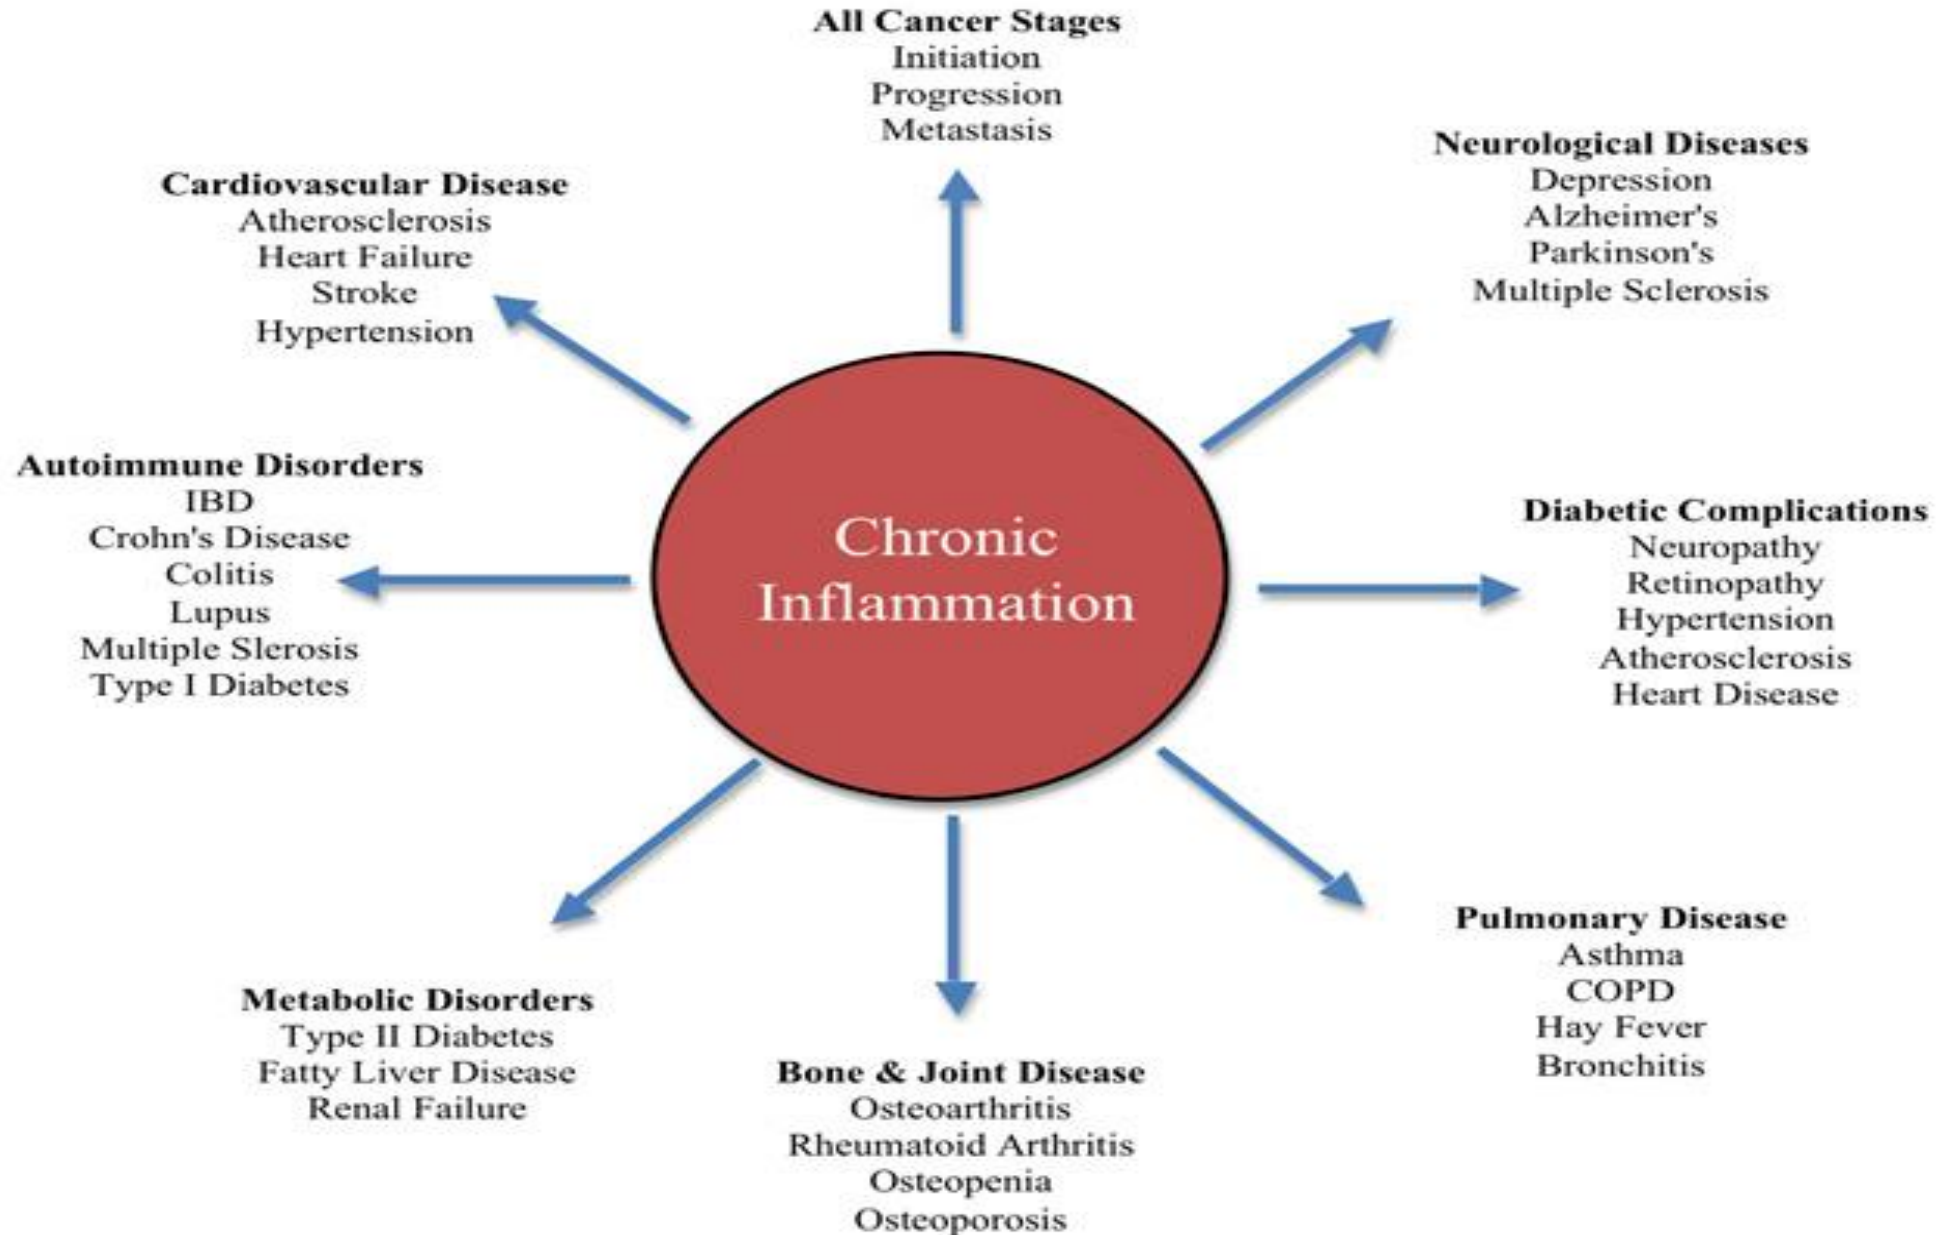 All Cancer Stages
Initiation
Progression
Metastasis
Neurological Diseases
Depression
Alzheimer's
Parkinson's
Multiple Sclerosis
Cardiovascular Disease
Atherosclerosis
Heart Failure
Stroke
Hypertension
Autoimmune Disorders
IBD
Crohn's Disease
Colitis
Lupus
Multiple Slerosis
Type I Diabetes
Chronic
Inflammation
Diabetic Complications
Neuropathy
Retinopathy
Hypertension
Atherosclerosis
Heart Disease
Pulmonary Disease
Asthma
COPD
Hay Fever
Bronchitis
Metabolic Disorders
Type II Diabetes
Fatty Liver Disease
Renal Failure
Bone & Joint Disease
Osteoarthritis
Rheumatoid Arthritis
Osteopenia
Osteoporosis